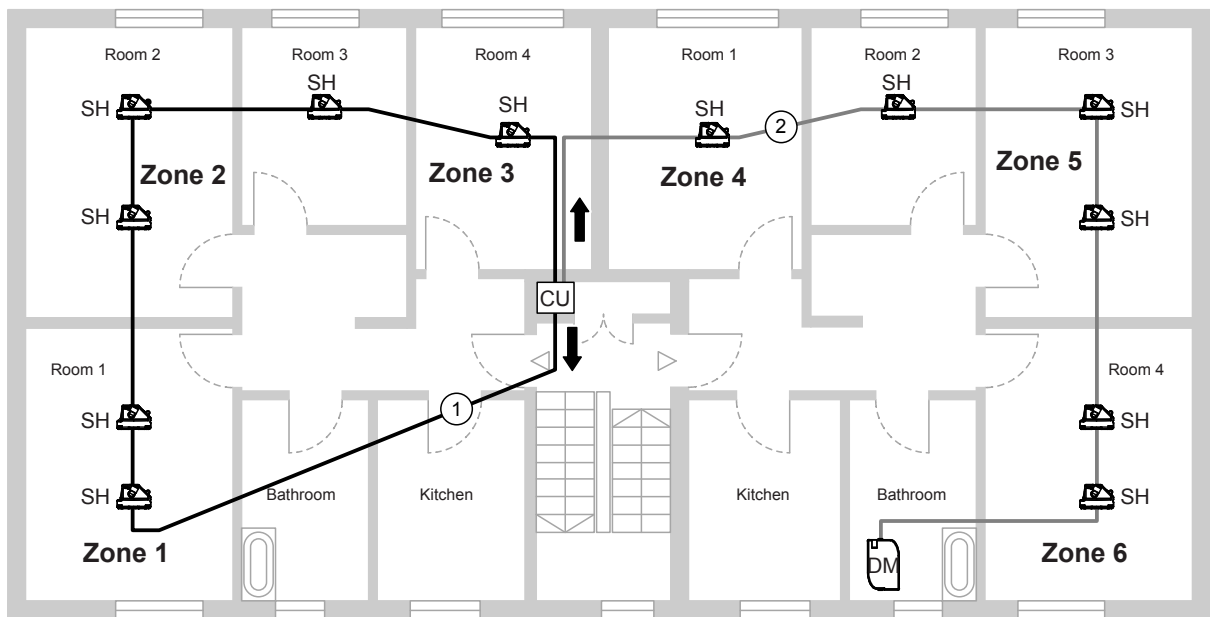 Room 2
Room 3
Room 4
Room 1
Room 2
Room 3
SH
SH
SH
SH
SH
SH
2
Zone 2
Zone 3
Zone 4
Zone 5
SH
SH
CU
Room 1
Room 4
1
SH
SH
SH
SH
Bathroom
Kitchen
Kitchen
Bathroom
Zone 1
Zone 6
DM